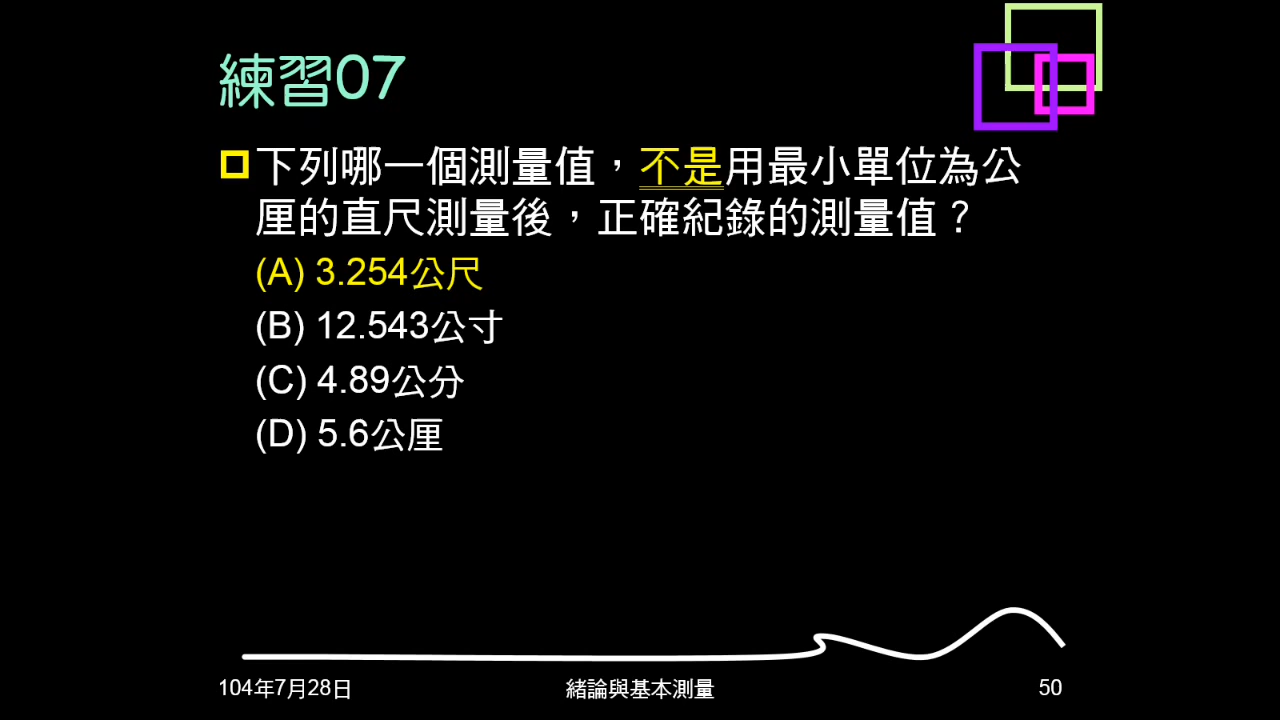 練習07
下列哪一個測量值，不是用最小單位為公
厘的直尺測量後，正確紀錄的測量值？
(A) 3.254公尺
(B) 12.543公寸
(C) 4.89公分
(D) 5.6公厘
104年7月28日
緒論與基本測量
50